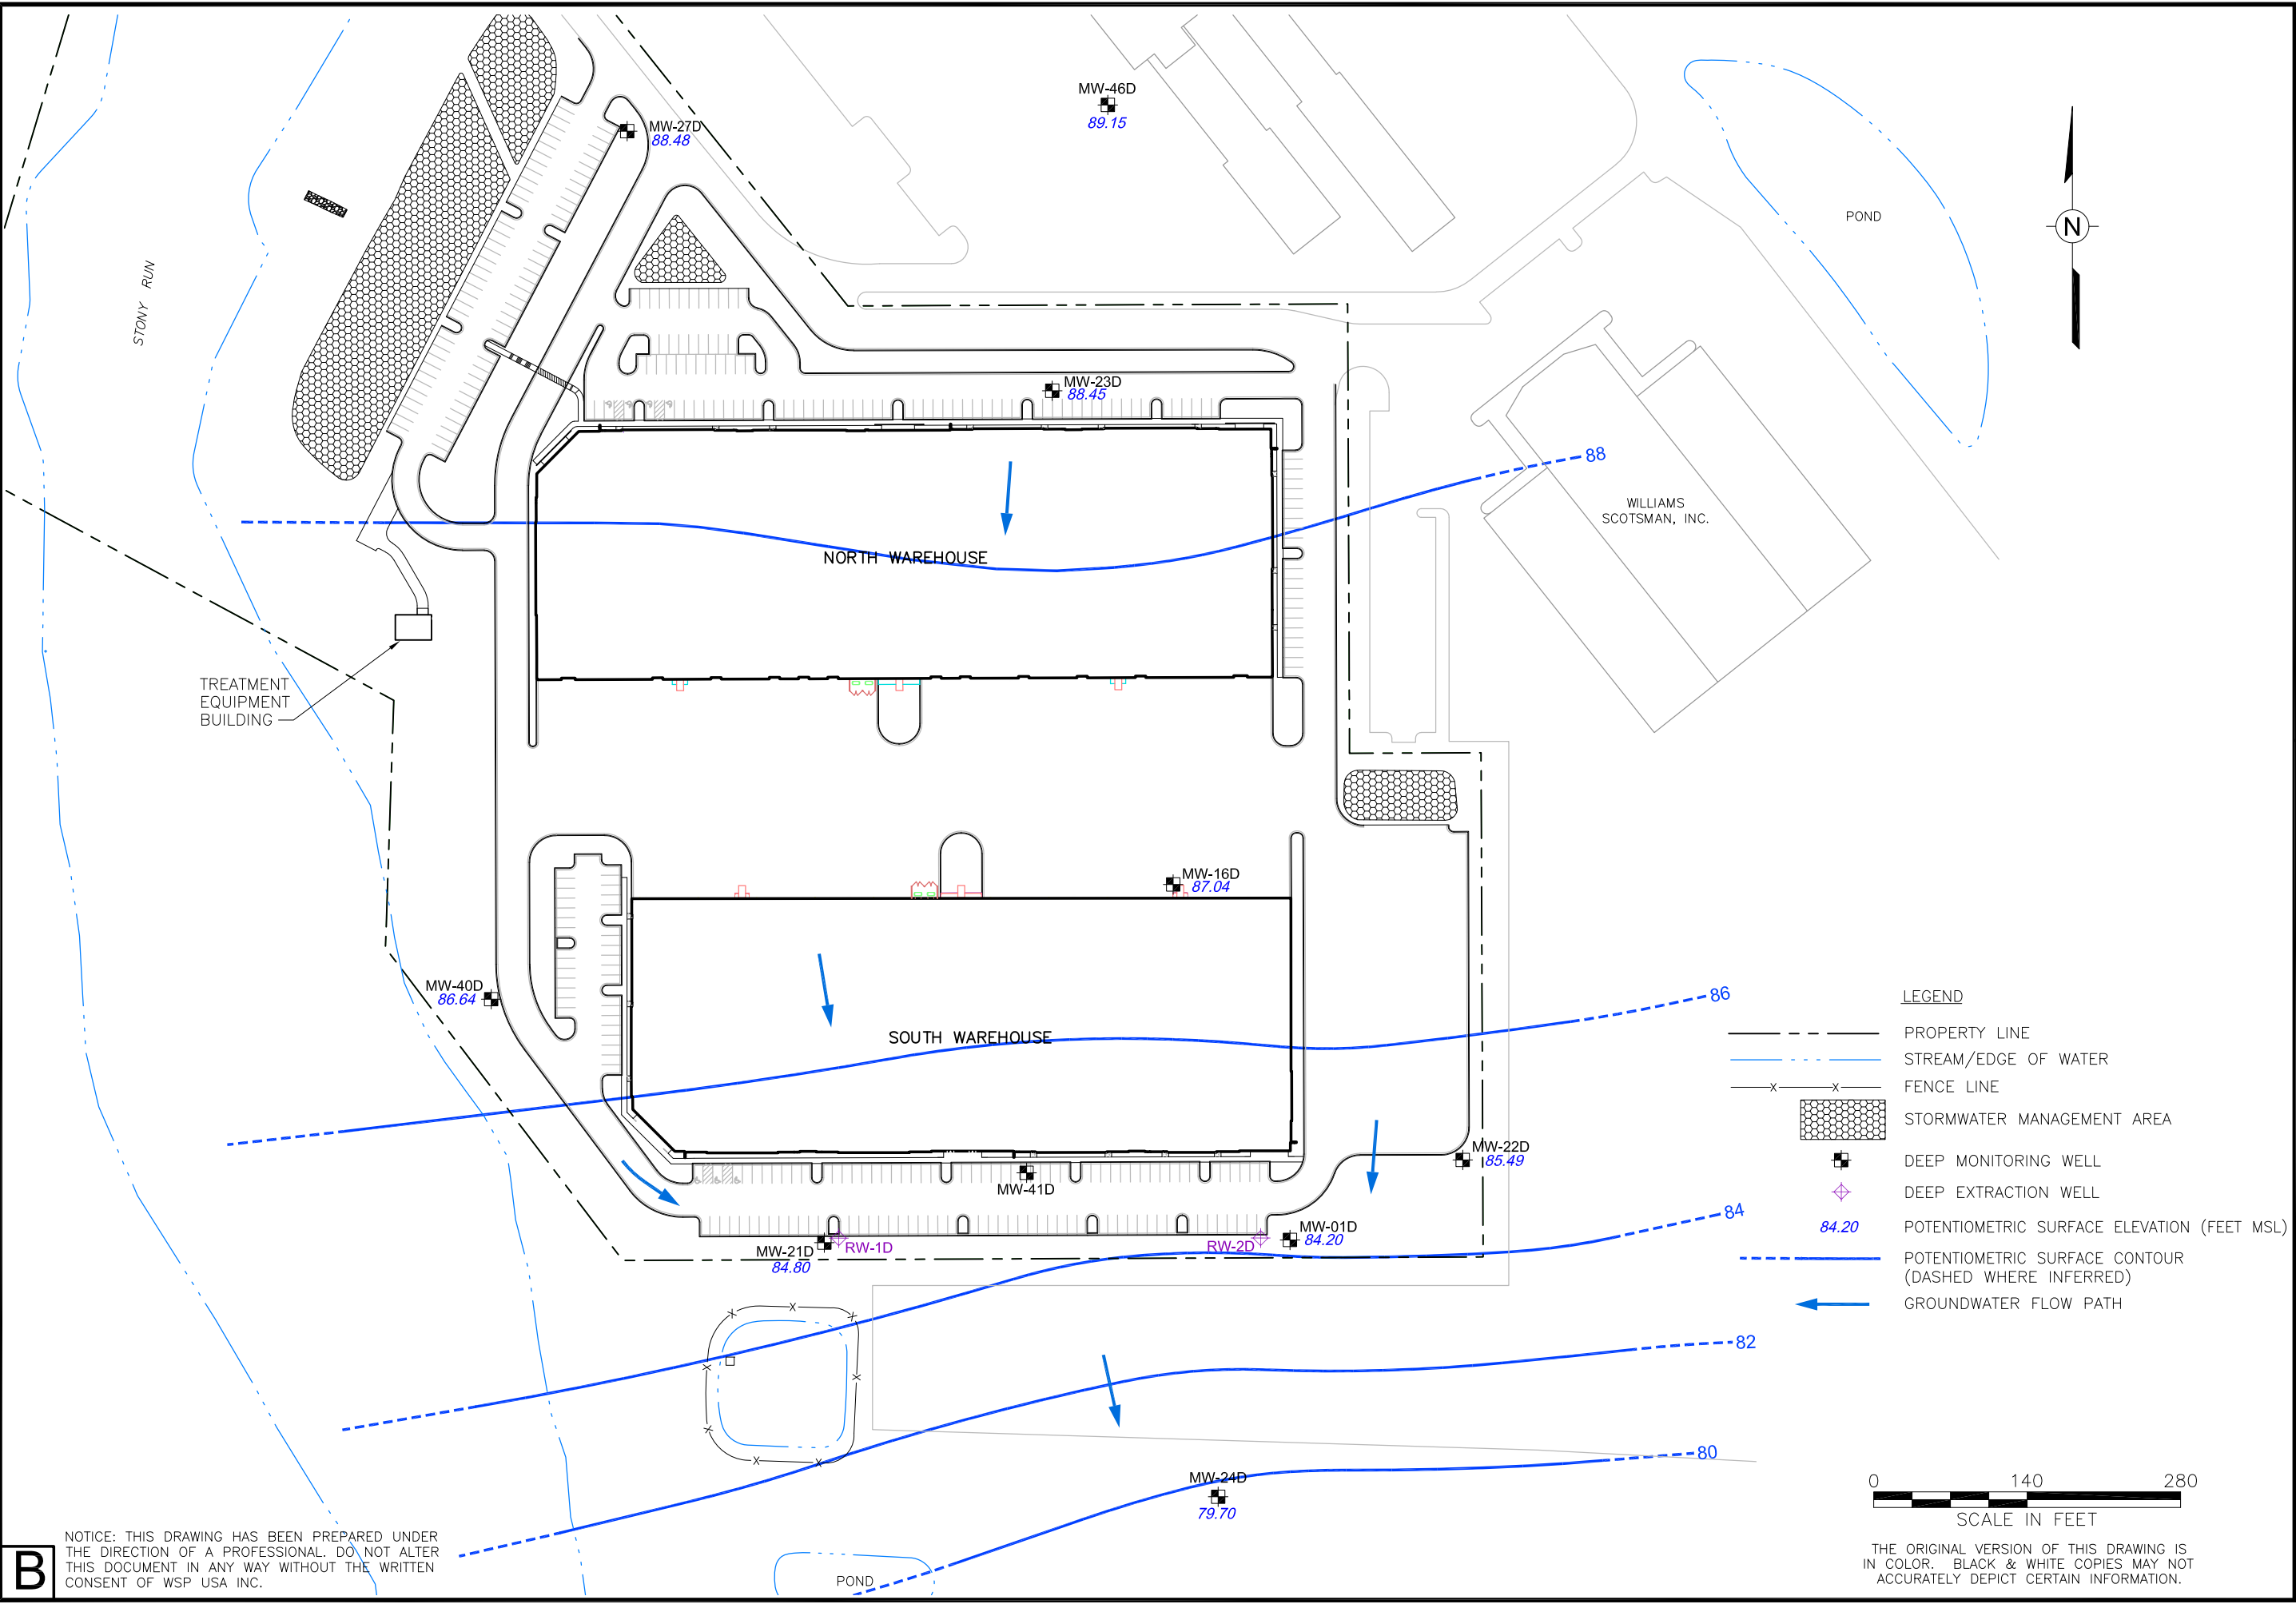 MW-46D
89.15
MW-27D
88.48
POND
N
STONY RUN
MW-23D
88.45
88
WILLIAMS
SCOTSMAN, INC.
NORTH WAREHOUSE
TREATMENT
EQUIPMENT
BUILDING
MW-16D
87.04
MW-40D
86.64
86
SOUTH WAREHOUSE
MW-22D
85.49
MW-41D
84
MW-01D
84.20
RW-2D
MW-21D
RW-1D
84.80
82
80
MW-24D
79.70
POND
X
X
X
X
X
X
X
X
LEGEND
PROPERTY LINE
STREAM/EDGE OF WATER
X X
FENCE LINE
STORMWATER MANAGEMENT AREA
DEEP MONITORING WELL
DEEP EXTRACTION WELL
84.20
POTENTIOMETRIC SURFACE ELEVATION (FEET MSL)
POTENTIOMETRIC SURFACE CONTOUR
(DASHED WHERE INFERRED)
GROUNDWATER FLOW PATH
0 140 280
SCALE IN FEET
THE ORIGINAL VERSION OF THIS DRAWING IS
IN COLOR. BLACK & WHITE COPIES MAY NOT
ACCURATELY DEPICT CERTAIN INFORMATION.
B
NOTICE: THIS DRAWING HAS BEEN PREPARED UNDER
THE DIRECTION OF A PROFESSIONAL. DO NOT ALTER
THIS DOCUMENT IN ANY WAY WITHOUT THE WRITTEN
CONSENT OF WSP USA INC.